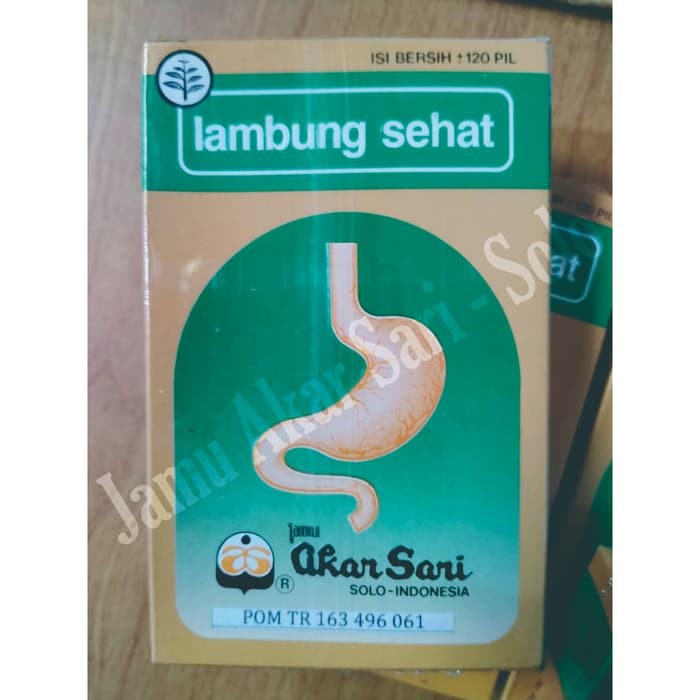 ISI BERSIH ± 120 PIL
lambung sehat
jamu
Akar Sari
®
SOLO-INDONESIA
POM TR 163 496 061
Jamu Akar Sari - Solo
at